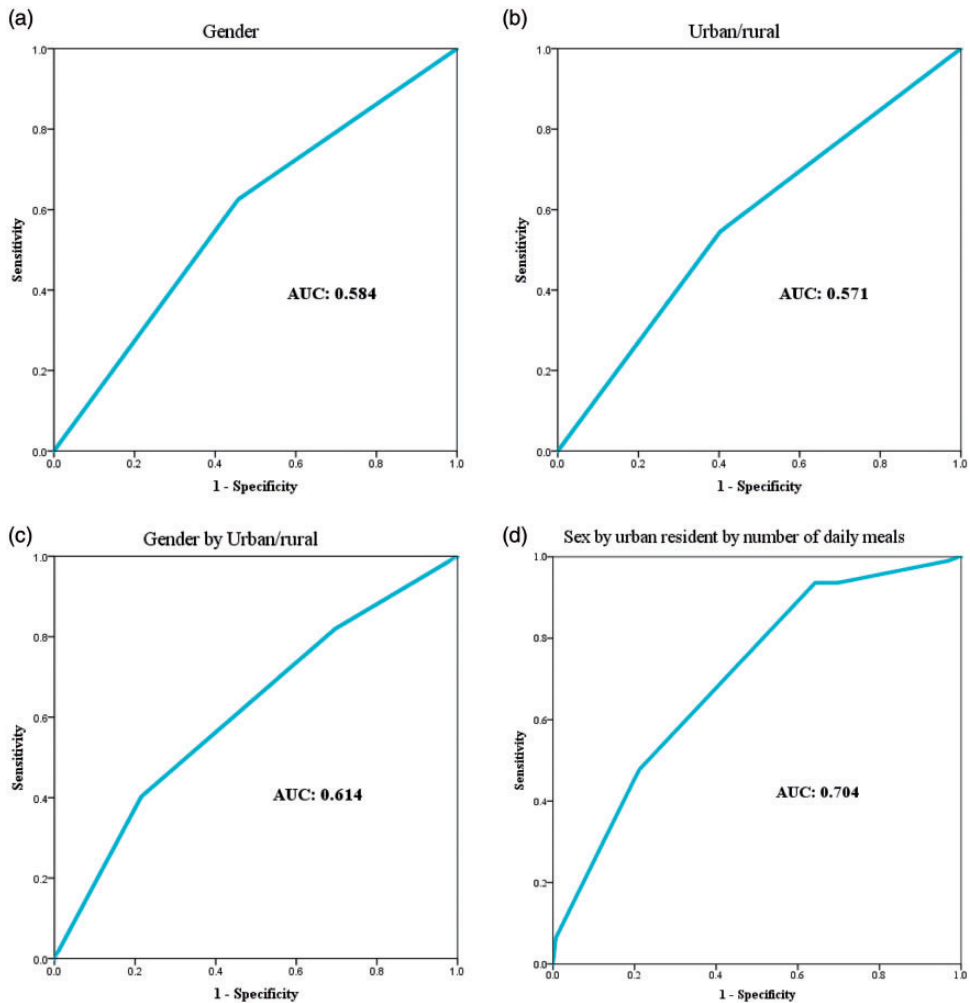 (a)
Gender
1.0
0.8
0.6
0.4
0.2
0.0
Sensitivity
AUC: 0.584
0.0 0.2 0.4 0.6 0.8 1.0
1 - Specificity
(b)
Urban/rural
1.0
0.8
0.6
0.4
0.2
0.0
Sensitivity
AUC: 0.571
0.0 0.2 0.4 0.6 0.8 1.0
1 - Specificity
(c)
Gender by Urban/rural
1.0
0.8
0.6
0.4
0.2
0.0
Sensitivity
AUC: 0.614
0.0 0.2 0.4 0.6 0.8 1.0
1 - Specificity
(d)
Sex by urban resident by number of daily meals
1.0
0.8
0.6
0.4
0.2
0.0
Sensitivity
AUC: 0.704
0.0 0.2 0.4 0.6 0.8 1.0
1 - Specificity